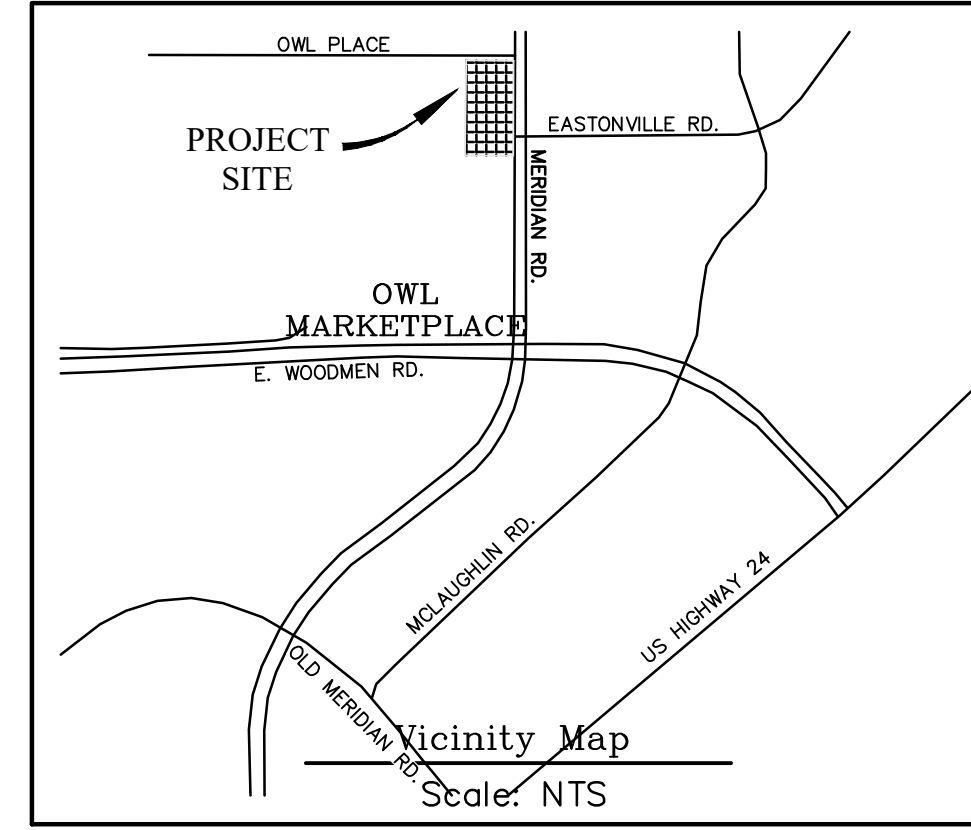 OWL PLACE
EASTONVILLE RD.
PROJECT
SITE
MERIDIAN RD.
OWL
MARKETPLACE
E. WOODMEN RD.
MCLAUGHLIN RD.
US HIGHWAY 24
OLD MERIDIAN RD.
Vicinity Map
Scale: NTS